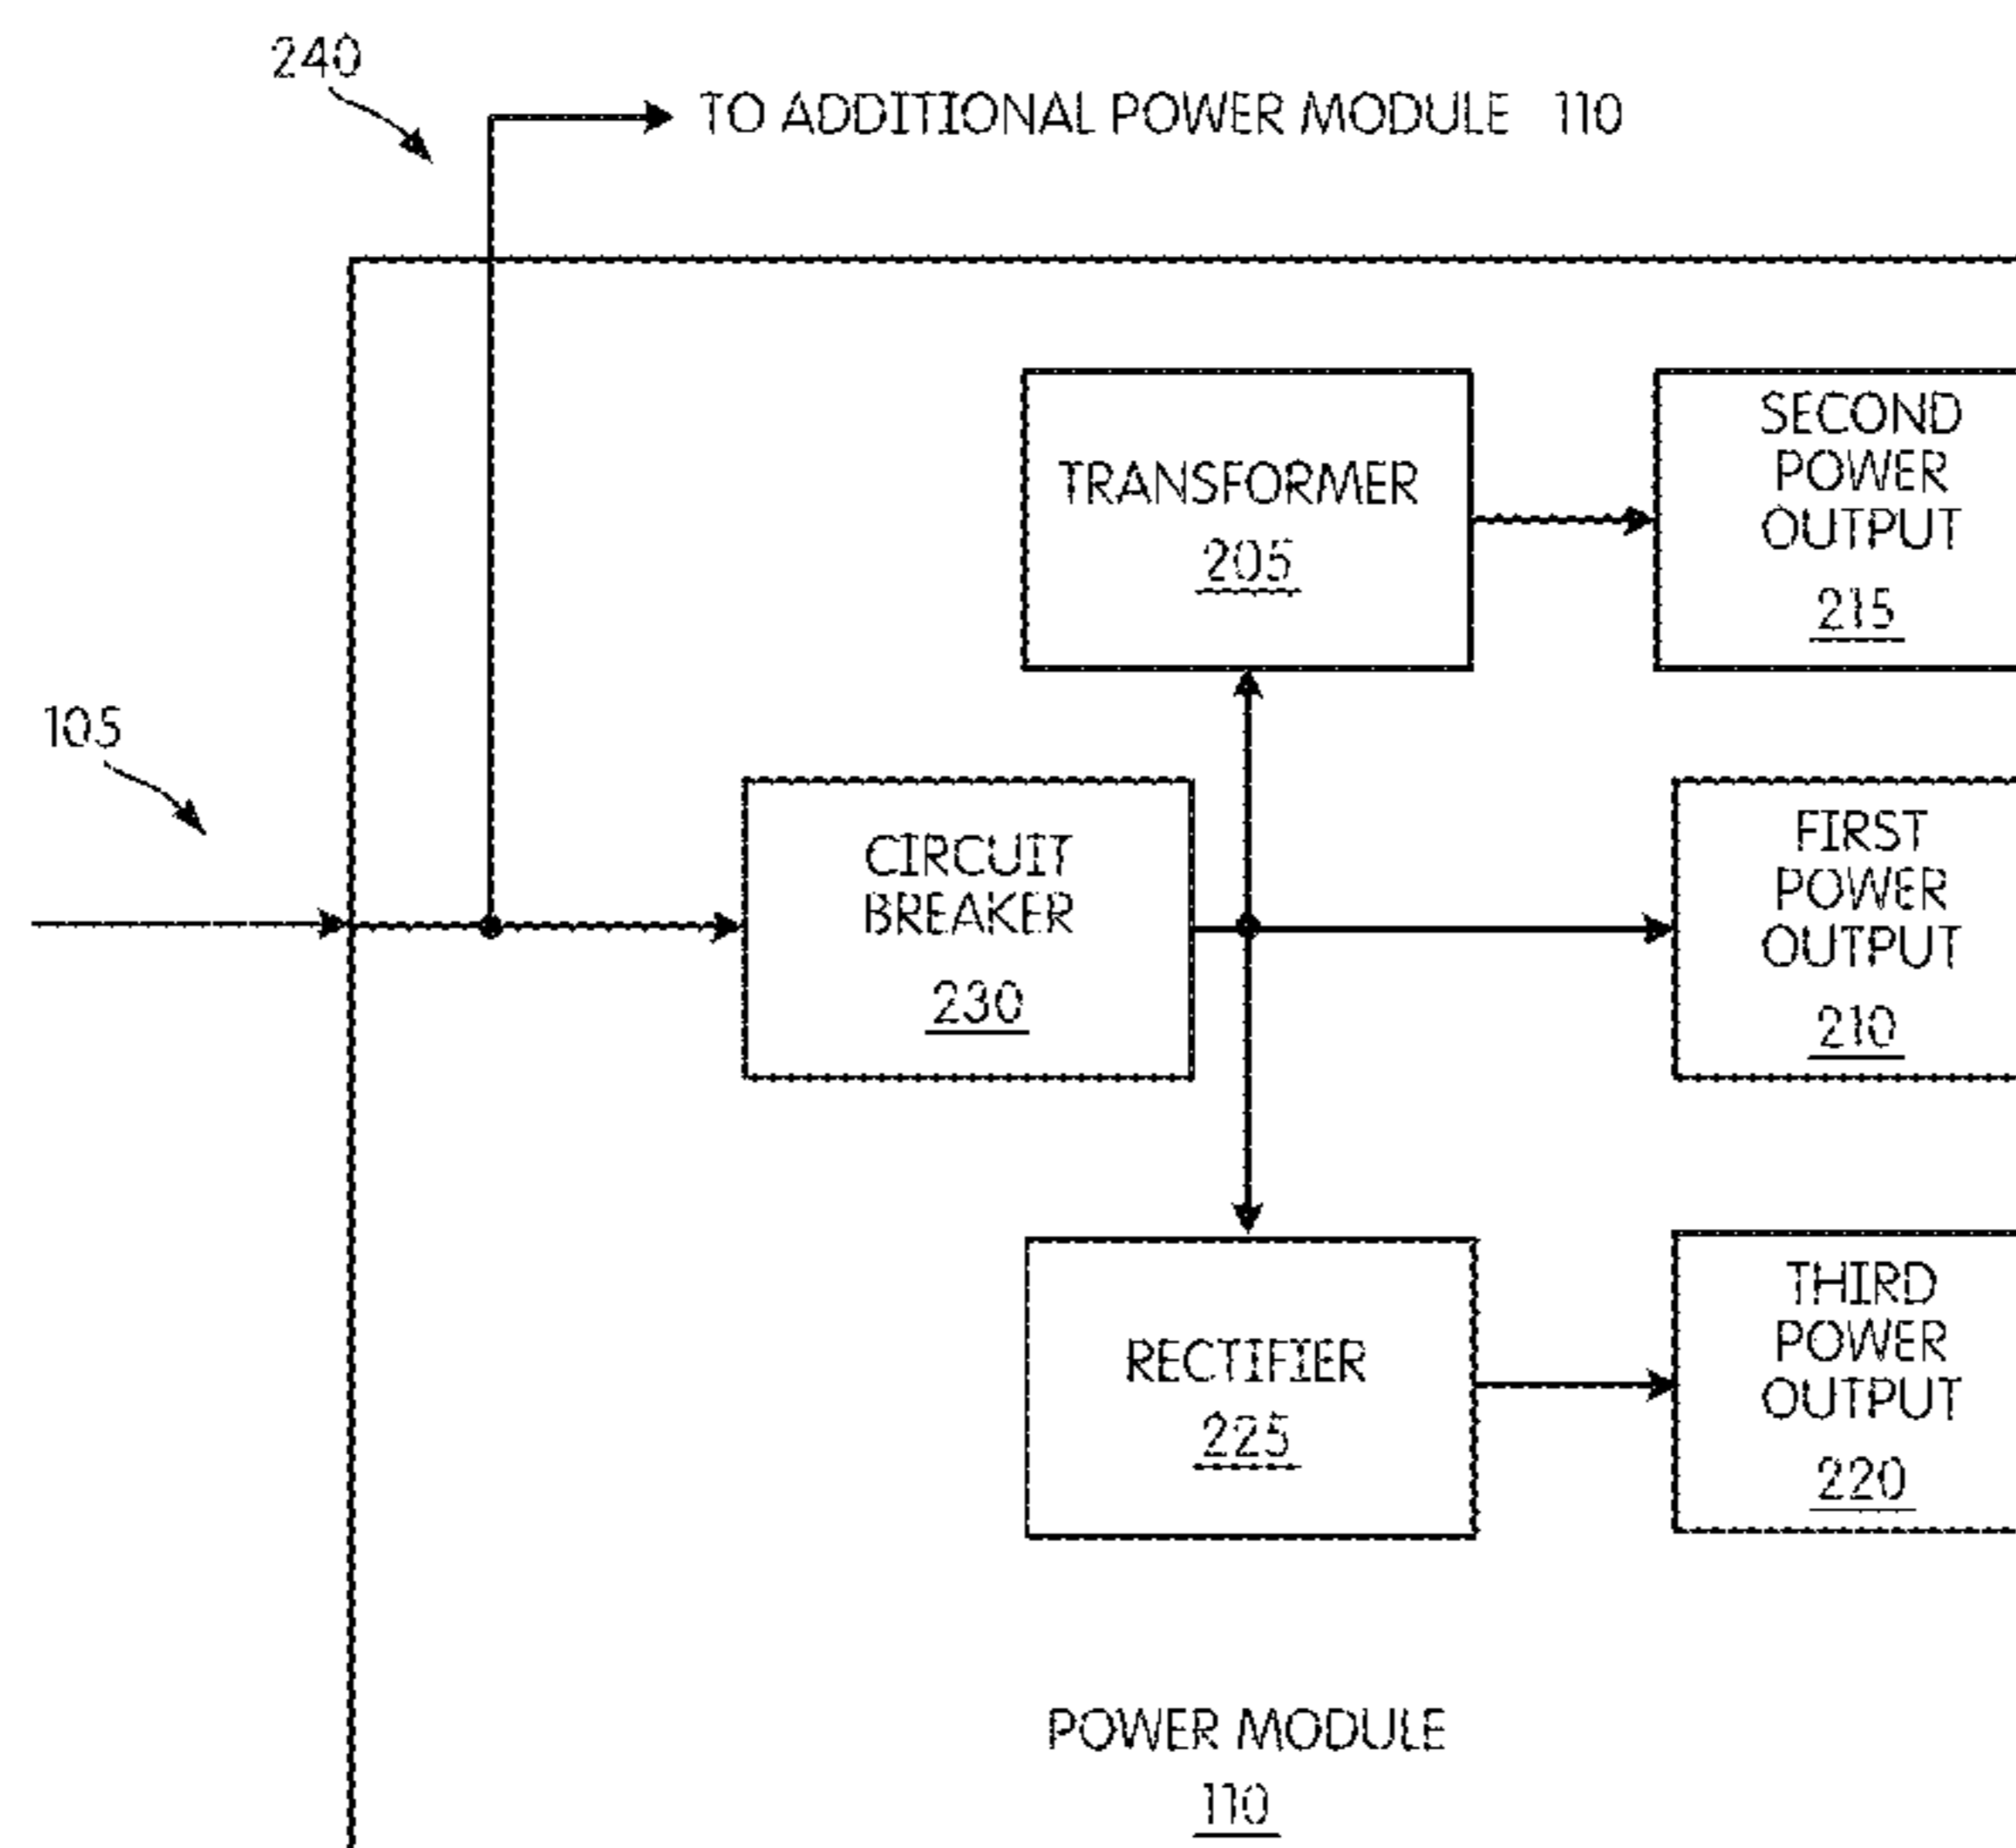 240
TO ADDITIONAL POWER MODULE 110
TRANSFORMER
205
SECOND
POWER
OUTPUT
215
105
CIRCUIT
BREAKER
230
FIRST
POWER
OUTPUT
210
RECTIFIER
225
THIRD
POWER
OUTPUT
220
POWER MODULE
110